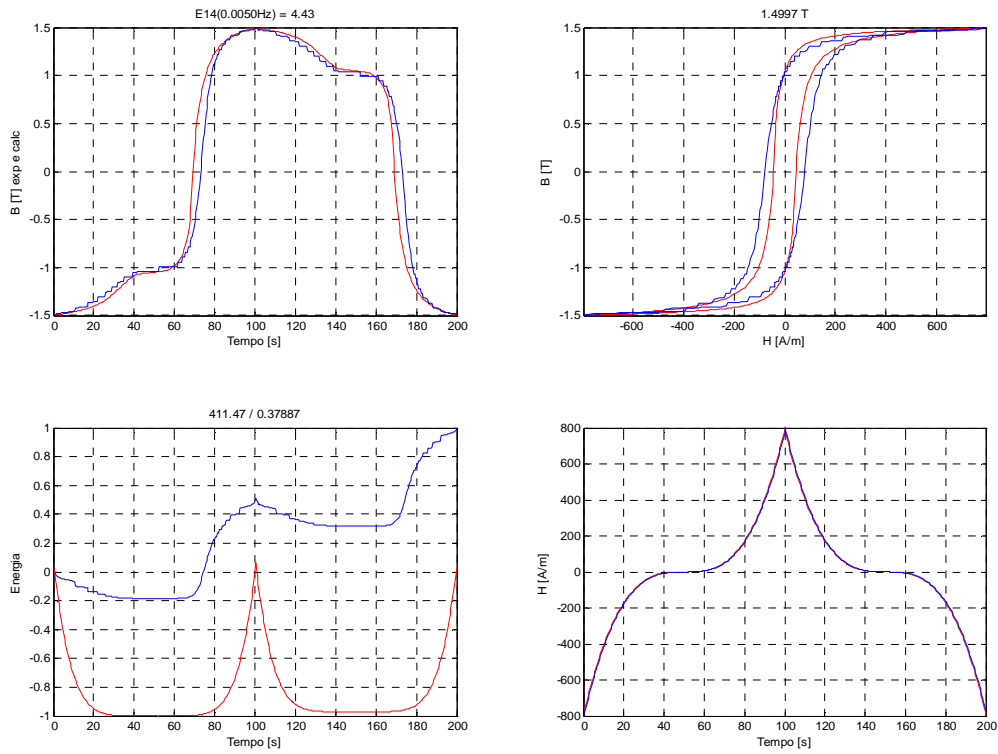 E14(0.0050Hz) = 4.43
1.5
1
0.5
0
-0.5
-1
-1.5
B [T] exp e calc
0 20 40 60 80 100 120 140 160 180 200
Tempo [s]
1.4997 T
1.5
1
0.5
0
-0.5
-1
-1.5
B [T]
-600 -400 -200 0 200 400 600
H [A/m]
411.47 / 0.37887
1
0.8
0.6
0.4
0.2
0
-0.2
-0.4
-0.6
-0.8
-1
Energia
0 20 40 60 80 100 120 140 160 180 200
Tempo [s]
800
600
400
200
0
-200
-400
-600
-800
H [A/m]
0 20 40 60 80 100 120 140 160 180 200
Tempo [s]